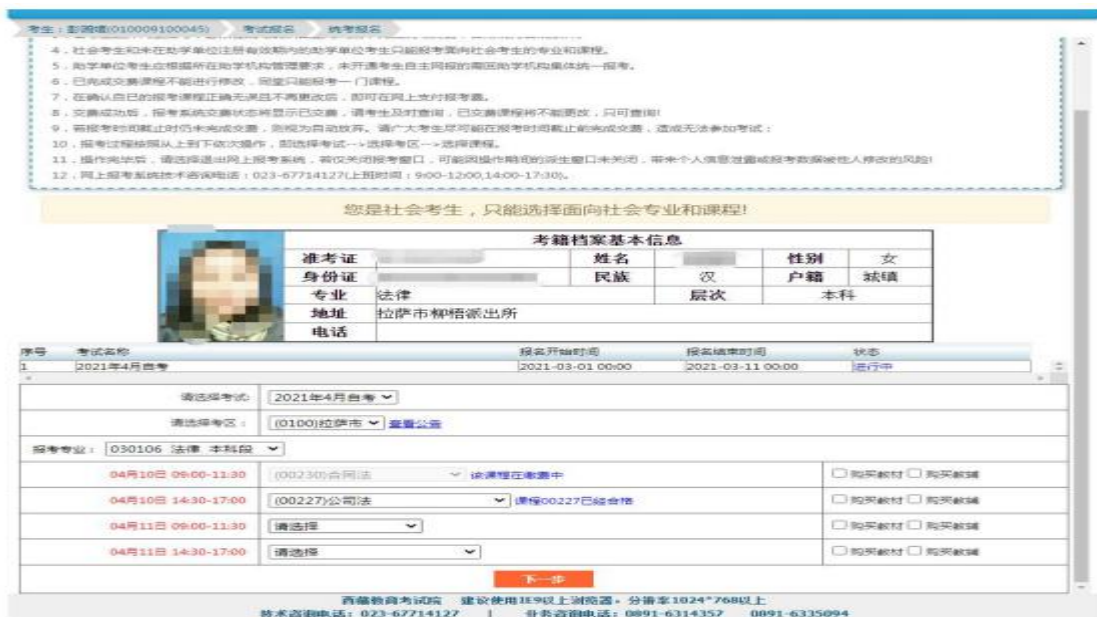 考生：彭湘增(010009100045) 考试报名 统考报名
4．社会考生和未在助学单位注册有效期内的助学单位考生只能报考面向社会考生的专业和课程。
5．助学单位考生应根据所在助学机构管理要求，未开通考生自主网报的需医助学机构集体统一报考。
6．已完成交费课程不能进行修改，同堂只能报考一门课程。
7．在确认自已的报考课程正确无误且不再更改后，即可在网上支付报考费。
8．交费成功后，报考系统交费状态将显示已交费，请考生及时查询，已交费课程将不能更改，只可查询!
9．若报考时间截止时仍未完成交费，则视为自动放弃。请广大考生尽可能在报考时间截止前完成交费，造成无法参加考试；
10．报考过程按照从上到下依次操作，即选择考试-->选择考区-->选择课程。
11．操作完毕后，请选择退出网上报考系统，若仅关闭报考窗口，可能因操作期间的派生窗口未关闭，带来个人信息泄露或报考数据被他人修改的风险!
12．网上报考系统技术咨询电话：023-67714127(上班时间：9:00-12:00,14:00-17:30)。
您是社会考生，只能选择面向社会专业和课程!
考籍档案基本信息
准考证 姓名 性别 女
身份证 民族 汉 户籍 城镇
专业 法律 层次 本科
地址 拉萨市柳梧派出所
电话
序号 考试名称 报名开始时间 报名结束时间 状态
1 2021年4月自考 2021-03-01 00:00 2021-03-11 00:00 进行中
请选择考试: 2021年4月自考
请选择考区： (0100)拉萨市 查看公告
报考专业： 030106 法律 本科段
04月10日 09:00-11:30 (00230)合同法 该课程在缴费中 购买教材 购买教辅
04月10日 14:30-17:00 (00227)公司法 课程00227已经合格 购买教材 购买教辅
04月11日 09:00-11:30 请选择 购买教材 购买教辅
04月11日 14:30-17:00 请选择 购买教材 购买教辅
下一步
西藏教育考试院 建议使用IE9以上浏览器，分辨率1024*768以上
技术咨询电话：023-67714127 | 业务咨询电话：0891-6314357 0891-6335094